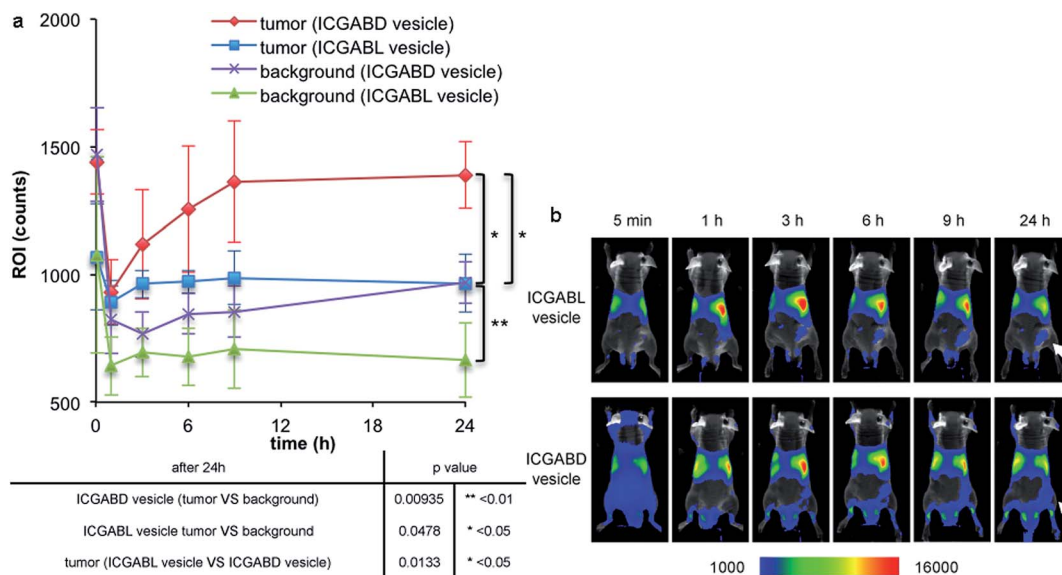 a
2000
1500
1000
500
ROI (counts)
tumor (ICGABD vesicle)
tumor (ICGABL vesicle)
background (ICGABD vesicle)
background (ICGABL vesicle)
*
*
**
0
6
12
18
24
time (h)
after 24h
p value
ICGABD vesicle (tumor VS background)
0.00935
** <0.01
ICGABL vesicle tumor VS background
0.0478
* <0.05
tumor (ICGABL vesicle VS ICGABD vesicle)
0.0133
* <0.05
b
5 min
1 h
3 h
6 h
9 h
24 h
ICGABL
vesicle
ICGABD
vesicle
1000
16000